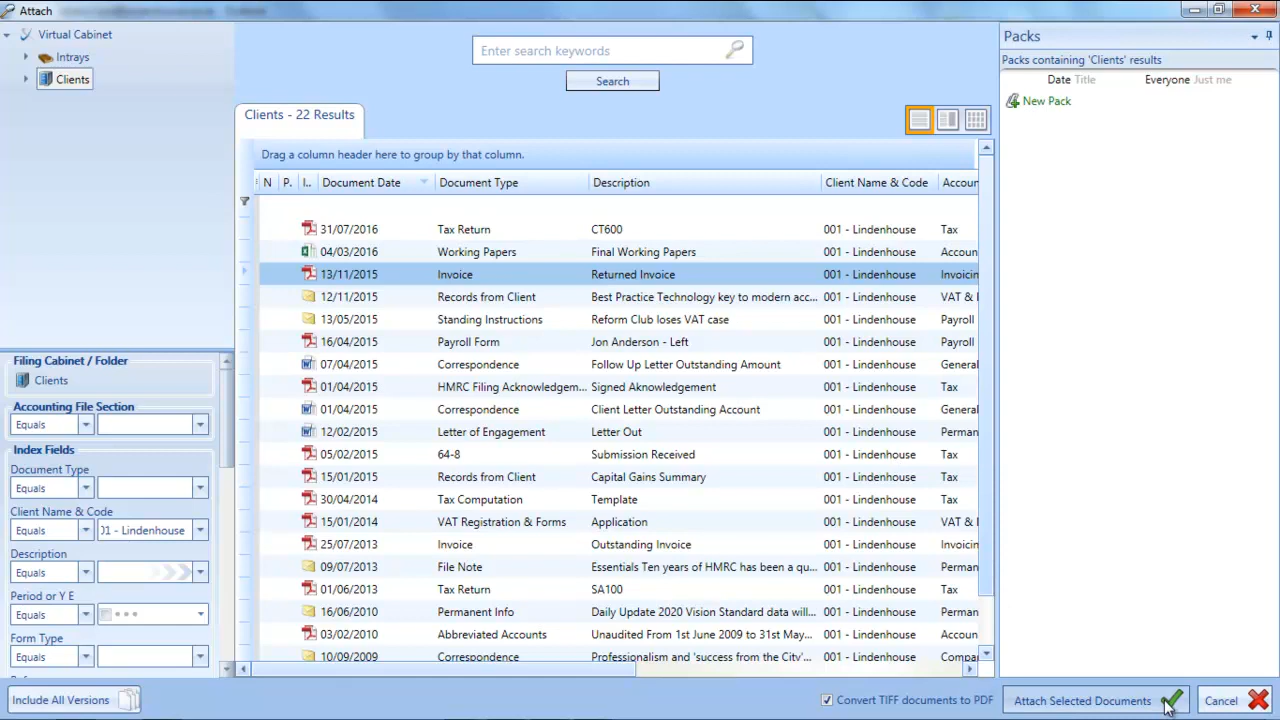 Attach
Virtual Cabinet
Intrays
Clients
Enter search keywords
Search
Clients - 22 Results
Drag a column header here to group by that column.
N P. I.. Document Date Document Type Description Client Name & Code Accoun
31/07/2016 Tax Return CT600 001 - Lindenhouse Tax
04/03/2016 Working Papers Final Working Papers 001 - Lindenhouse Accoun
13/11/2015 Invoice Returned Invoice 001 - Lindenhouse Invoicin
12/11/2015 Records from Client Best Practice Technology key to modern acc... 001 - Lindenhouse VAT & I
13/05/2015 Standing Instructions Reform Club loses VAT case 001 - Lindenhouse Payroll
16/04/2015 Payroll Form Jon Anderson - Left 001 - Lindenhouse Payroll
07/04/2015 Correspondence Follow Up Letter Outstanding Amount 001 - Lindenhouse General
01/04/2015 HMRC Filing Acknowledgem... Signed Aknowledgement 001 - Lindenhouse Tax
01/04/2015 Correspondence Client Letter Outstanding Account 001 - Lindenhouse General
12/02/2015 Letter of Engagement Letter Out 001 - Lindenhouse Perman
05/02/2015 64-8 Submission Received 001 - Lindenhouse Tax
15/01/2015 Records from Client Capital Gains Summary 001 - Lindenhouse Tax
30/04/2014 Tax Computation Template 001 - Lindenhouse Tax
15/01/2014 VAT Registration & Forms Application 001 - Lindenhouse VAT & I
25/07/2013 Invoice Outstanding Invoice 001 - Lindenhouse Invoicin
09/07/2013 File Note Essentials Ten years of HMRC has been a qu... 001 - Lindenhouse Perman
01/06/2013 Tax Return SA100 001 - Lindenhouse Tax
16/06/2010 Permanent Info Daily Update 2020 Vision Standard data will... 001 - Lindenhouse Perman
03/02/2010 Abbreviated Accounts Unaudited From 1st June 2009 to 31st May... 001 - Lindenhouse Accoun
10/09/2009 Correspondence Professionalism and 'success from the City'... 001 - Lindenhouse Compa
Filing Cabinet / Folder
Clients
Accounting File Section
Equals
Index Fields
Document Type
Equals
Client Name & Code
Equals 01 - Lindenhouse
Description
Equals
Period or Y E
Equals
Form Type
Equals
Packs
Packs containing 'Clients' results
Date Title Everyone Just me
New Pack
Include All Versions
Convert TIFF documents to PDF
Attach Selected Documents
Cancel